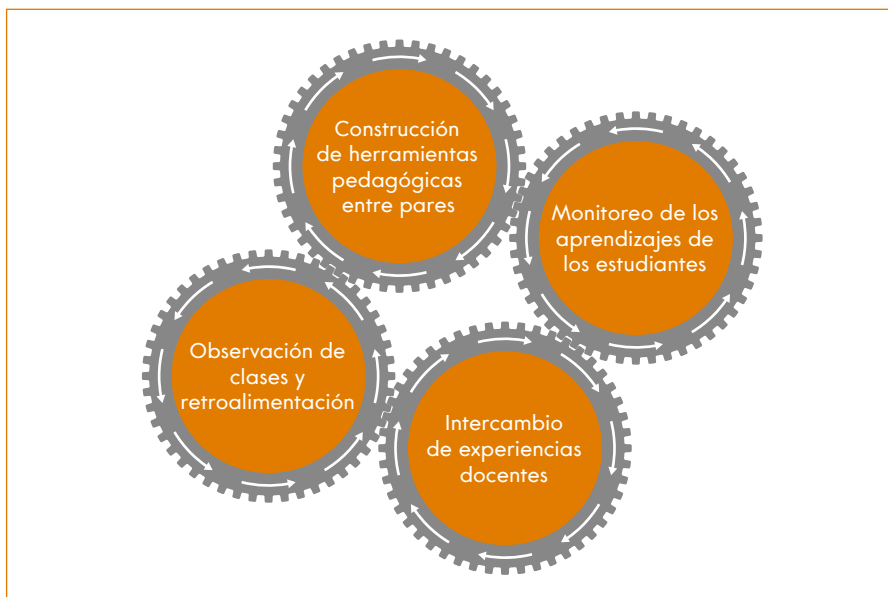 Construcción
de herramientas
pedagógicas
entre pares
Monitoreo de los
aprendizajes de
los estudiantes
Observación de
clases y
retroalimentación
Intercambio
de experiencias
docentes